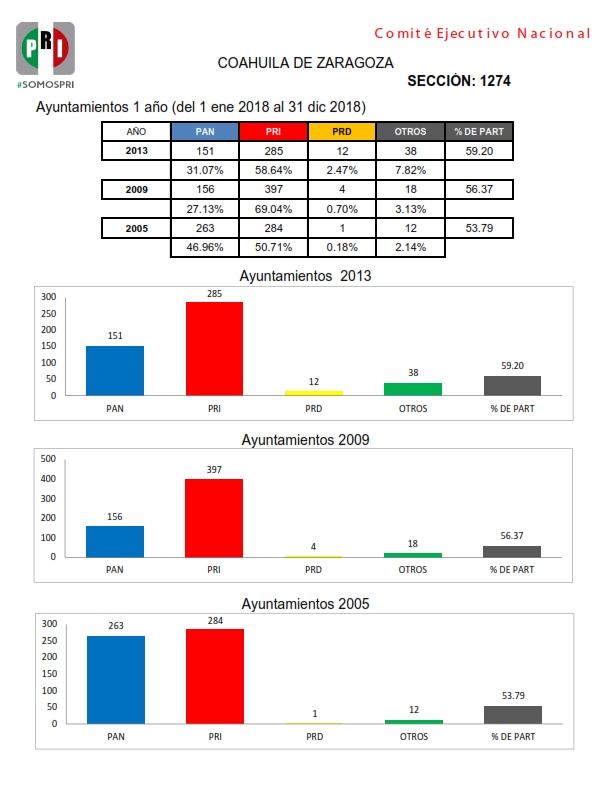 Comité Ejecutivo Nacional
PRI
#SOMOSPRI
COAHUILA DE ZARAGOZA
SECCIÓN: 1274
Ayuntamientos 1 año (del 1 ene 2018 al 31 dic 2018)
AÑO PAN PRI PRD OTROS % DE PART
2013 151 285 12 38 59.20
31.07% 58.64% 2.47% 7.82%
2009 156 397 4 18 56.37
27.13% 69.04% 0.70% 3.13%
2005 263 284 1 12 53.79
46.96% 50.71% 0.18% 2.14%
Ayuntamientos 2013
300
250
200
150
100
50
0
151
285
12
38
59.20
PAN PRI PRD OTROS % DE PART
Ayuntamientos 2009
500
400
300
200
100
0
156
397
4
18
56.37
PAN PRI PRD OTROS % DE PART
Ayuntamientos 2005
300
250
200
150
100
50
0
263
284
1
12
53.79
PAN PRI PRD OTROS % DE PART